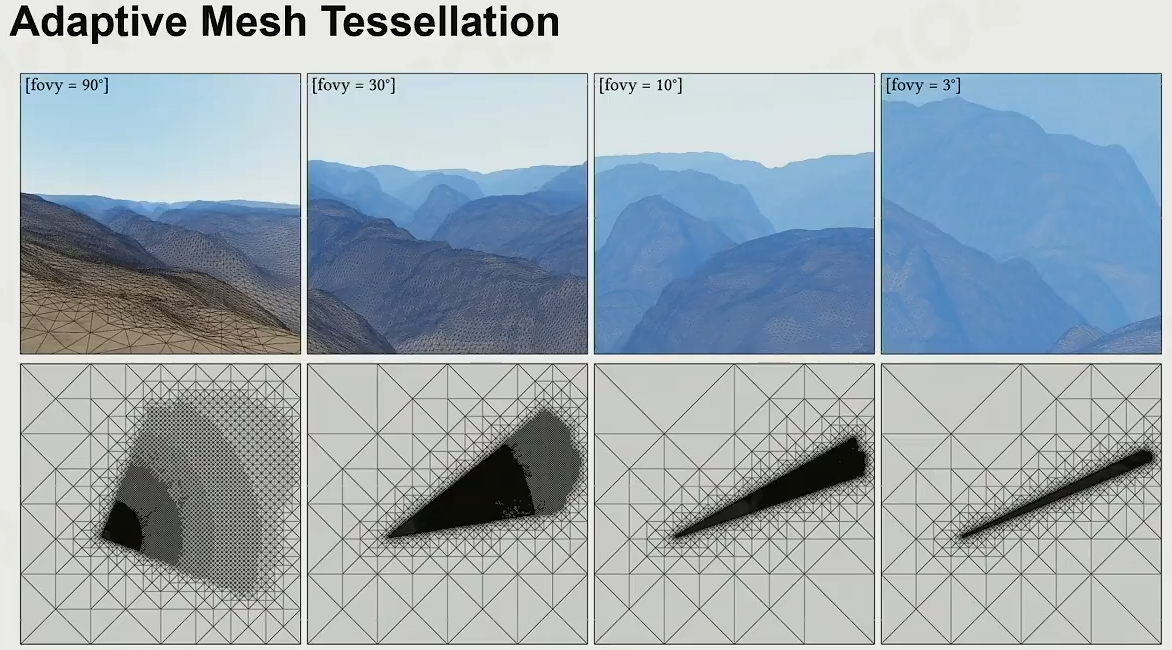 Adaptive Mesh Tessellation
[fovy = 90°]
[fovy = 30°]
[fovy = 10°]
[fovy = 3°]